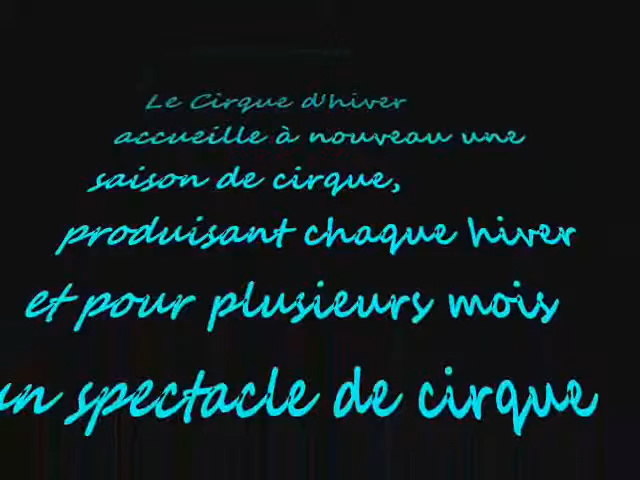 Le Cirque d'hiver
accueille à nouveau une
saison de cirque,
produisant chaque hiver
et pour plusieurs mois
un spectacle de cirque